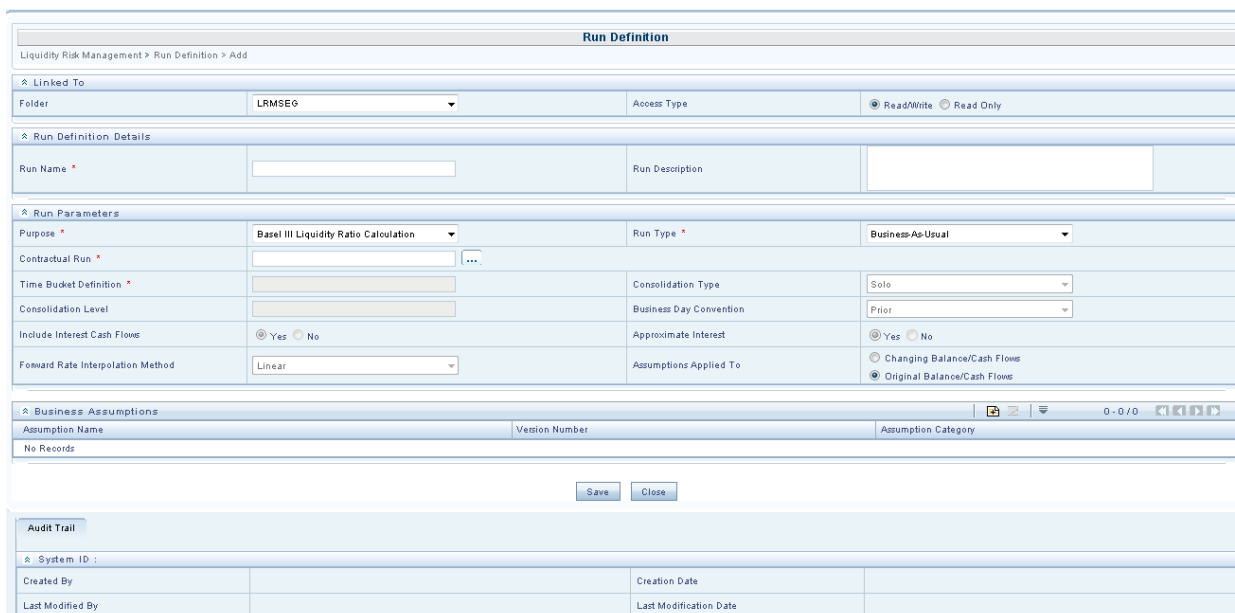 Run Definition
Liquidity Risk Management > Run Definition > Add
Linked To
Folder LRMSEG Access Type Read/Write Read Only
Run Definition Details
Run Name * Run Description
Run Parameters
Purpose * Basel III Liquidity Ratio Calculation Run Type * Business-As-Usual
Contractual Run * ...
Time Bucket Definition * Consolidation Type Solo
Consolidation Level Business Day Convention Prior
Include Interest Cash Flows Yes No Approximate Interest Yes No
Forward Rate Interpolation Method Linear Assumptions Applied To Changing Balance/Cash Flows
Original Balance/Cash Flows
Business Assumptions 0 - 0 / 0
Assumption Name Version Number Assumption Category
No Records
Save Close
Audit Trail
System ID :
Created By Creation Date
Last Modified By Last Modification Date